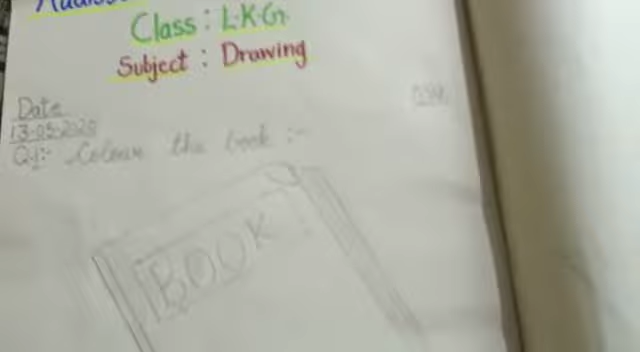 Class : L.K.G.
Subject : Drawing
Date
13-05-2020
Q1:- Colour the book :-
BOOK